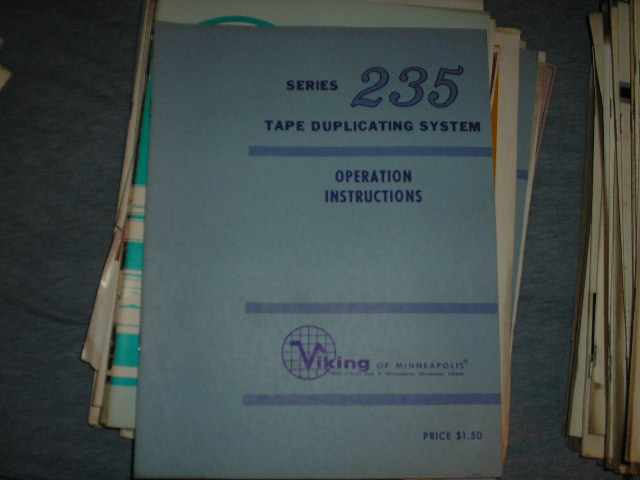 SERIES 235
TAPE DUPLICATING SYSTEM
OPERATION
INSTRUCTIONS
Viking OF MINNEAPOLIS®
PRICE $1.50